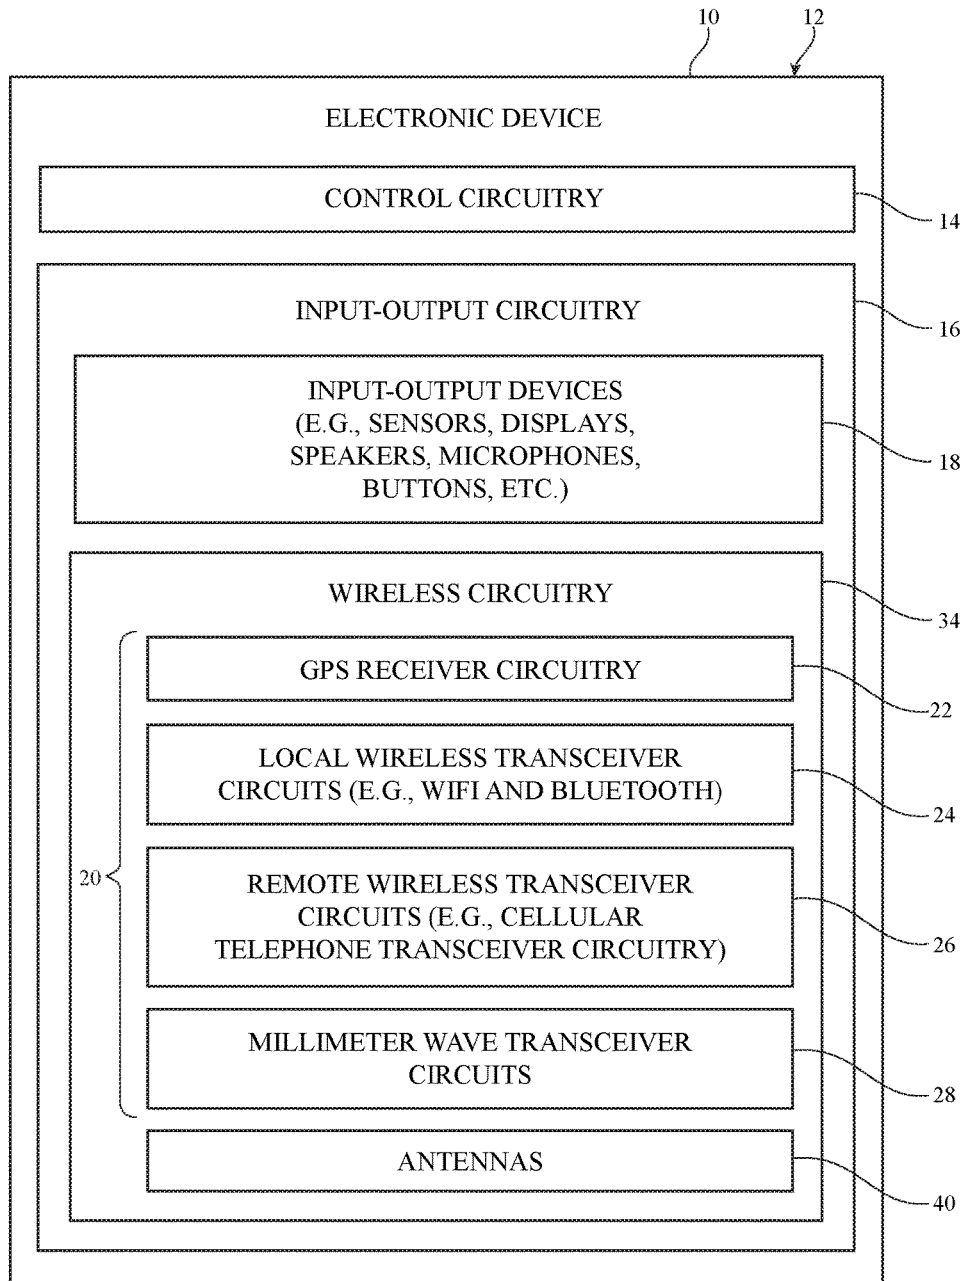 10
12
ELECTRONIC DEVICE
CONTROL CIRCUITRY
14
INPUT-OUTPUT CIRCUITRY
16
INPUT-OUTPUT DEVICES
(E.G., SENSORS, DISPLAYS,
SPEAKERS, MICROPHONES,
BUTTONS, ETC.)
18
WIRELESS CIRCUITRY
34
GPS RECEIVER CIRCUITRY
22
LOCAL WIRELESS TRANSCEIVER
CIRCUITS (E.G., WIFI AND BLUETOOTH)
24
20
REMOTE WIRELESS TRANSCEIVER
CIRCUITS (E.G., CELLULAR
TELEPHONE TRANSCEIVER CIRCUITRY)
26
MILLIMETER WAVE TRANSCEIVER
CIRCUITS
28
ANTENNAS
40